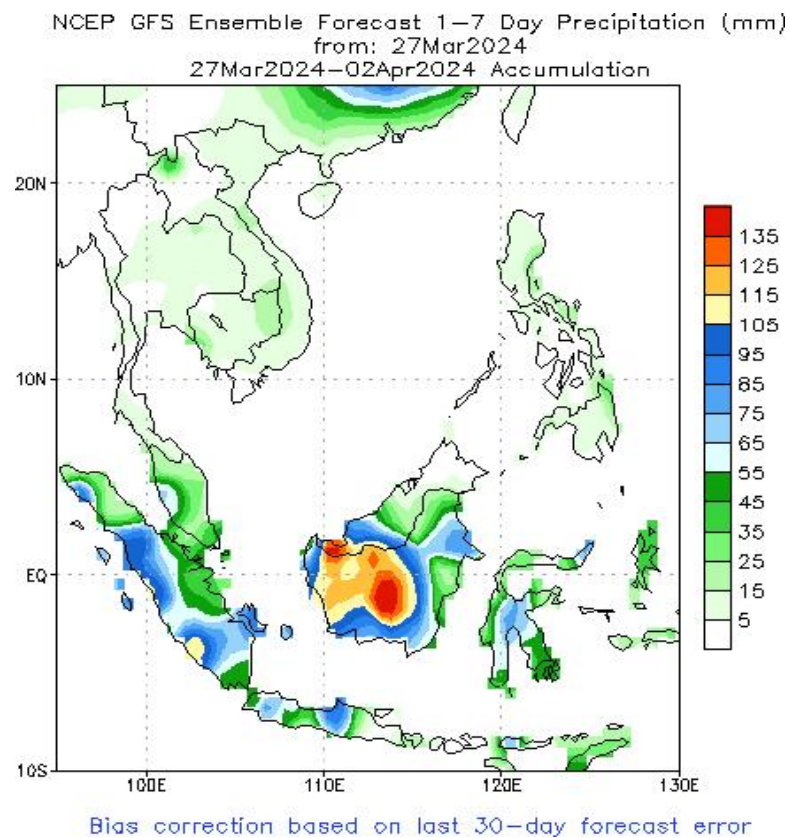 NCEP GFS Ensemble Forecast 1-7 Day Precipitation (mm)
from: 27Mar2024
27Mar2024-02Apr2024 Accumulation
20N
10N
EQ
10S
100E
110E
120E
130E
135
125
115
105
95
85
75
65
55
45
35
25
15
5
Bias correction based on last 30-day forecast error